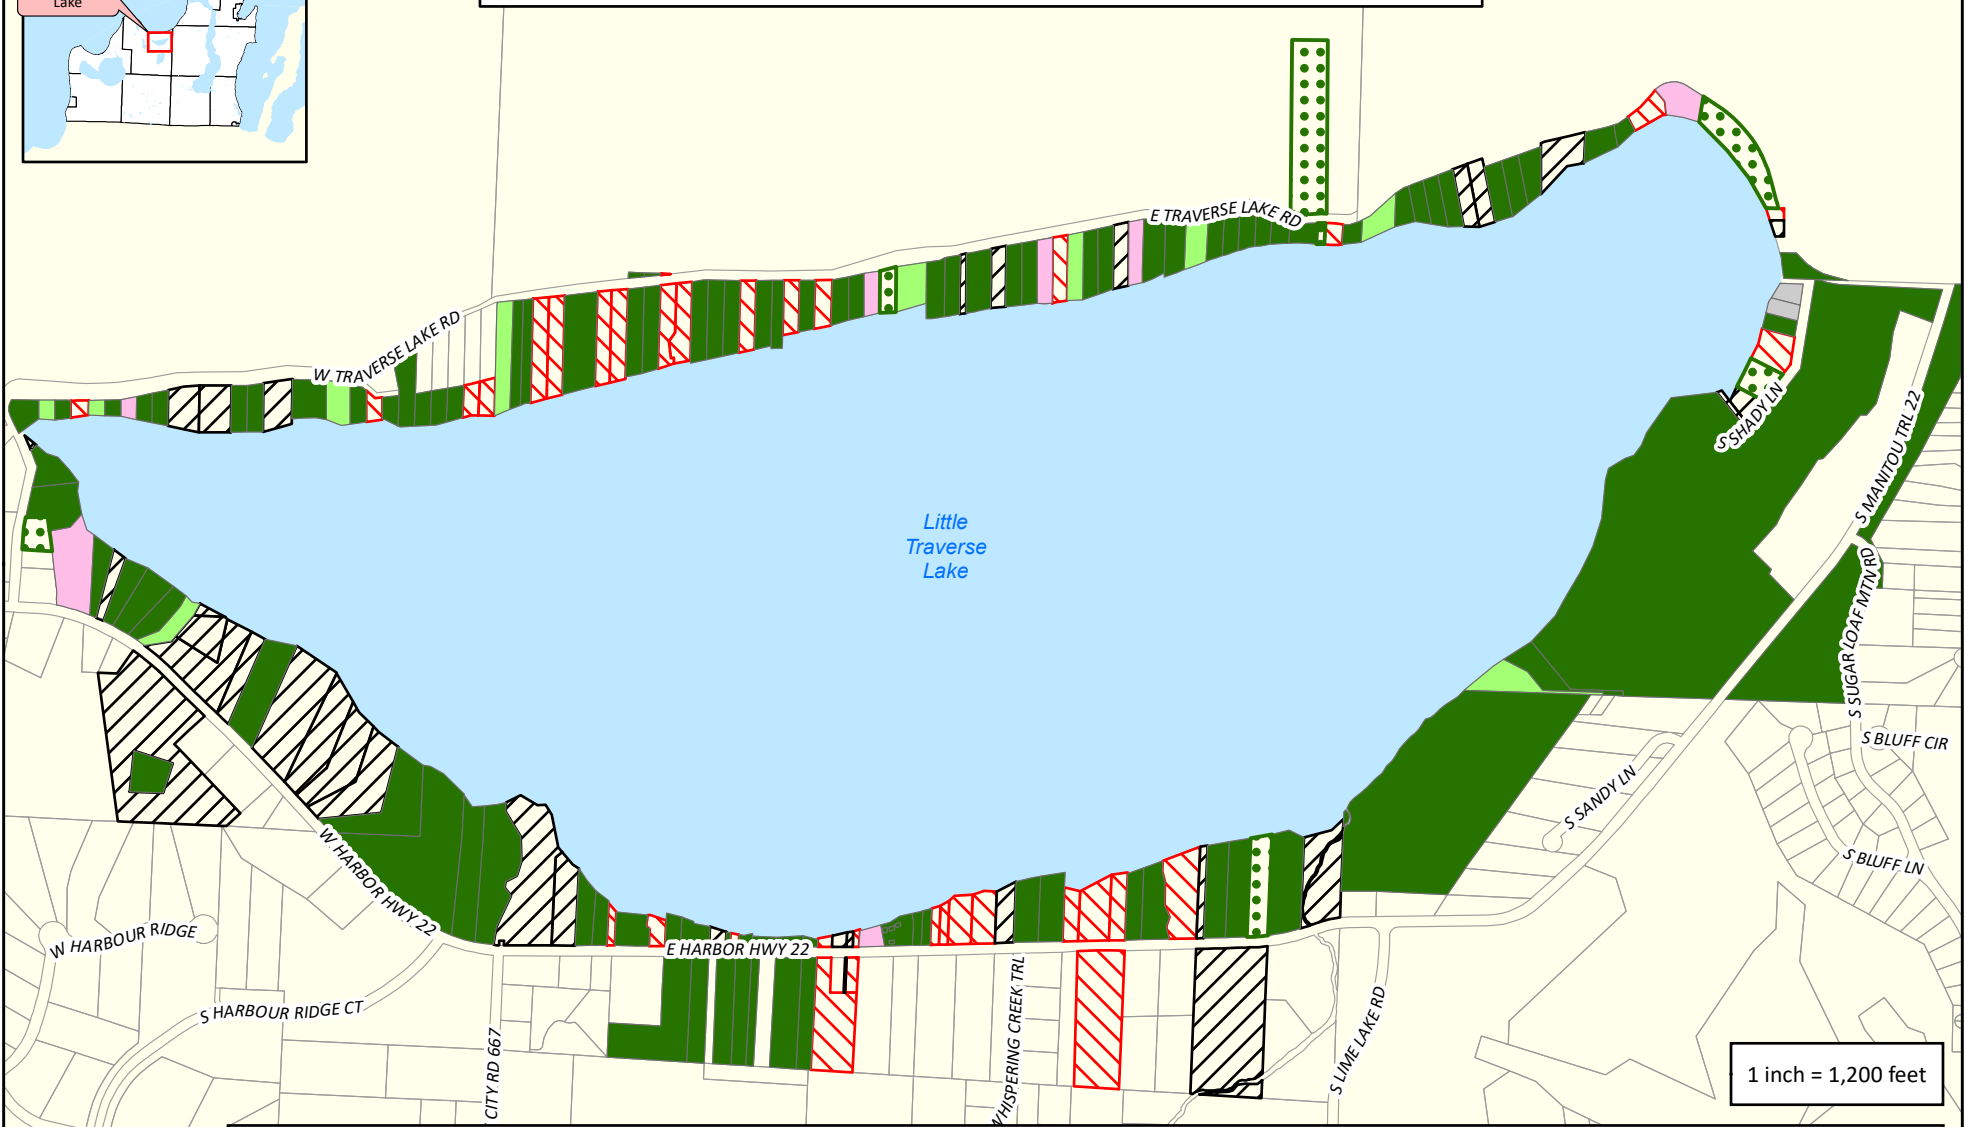 Lake
E TRAVERSE LAKE RD
W TRAVERSE LAKE RD
S SHADY LN
S MANITOU TRL 22
Little
Traverse
Lake
S SUGAR LOAF MTN RD
S BLUFF CIR
S SANDY LN
S BLUFF LN
W HARBOR HWY 22
W HARBOUR RIDGE
E HARBOR HWY 22
S HARBOUR RIDGE CT
CITY RD 667
WHISPERING CREEK TRL
S LIME LAKE RD
1 inch = 1,200 feet